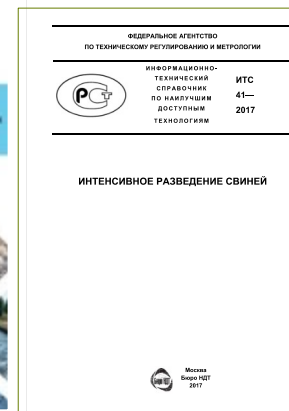 ФЕДЕРАЛЬНОЕ АГЕНТСТВО
ПО ТЕХНИЧЕСКОМУ РЕГУЛИРОВАНИЮ И МЕТРОЛОГИИ
ИНФОРМАЦИОННО-
ТЕХНИЧЕСКИЙ
СПРАВОЧНИК
ПО НАИЛУЧШИМ
ДОСТУПНЫМ
ТЕХНОЛОГИЯМ
ИТС
41—
2017
РСТ
ИНТЕНСИВНОЕ РАЗВЕДЕНИЕ СВИНЕЙ
Москва
Бюро НДТ
2017